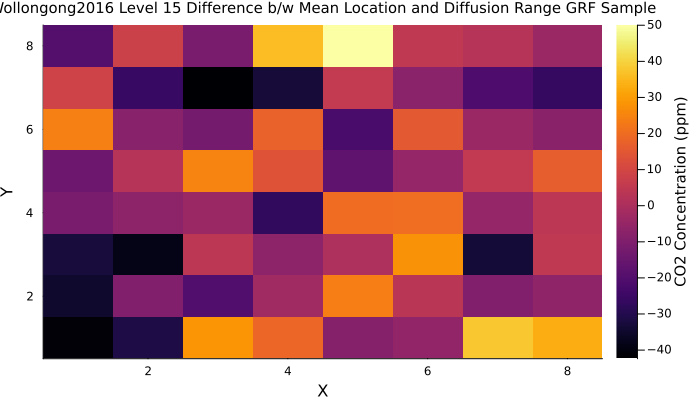 ollongong2016 Level 15 Difference b/w Mean Location and Diffusion Range GRF Sample
8
6
4
2
Y
2 4 6 8
X
50
40
30
20
10
0
−10
−20
−30
−40
CO2 Concentration (ppm)